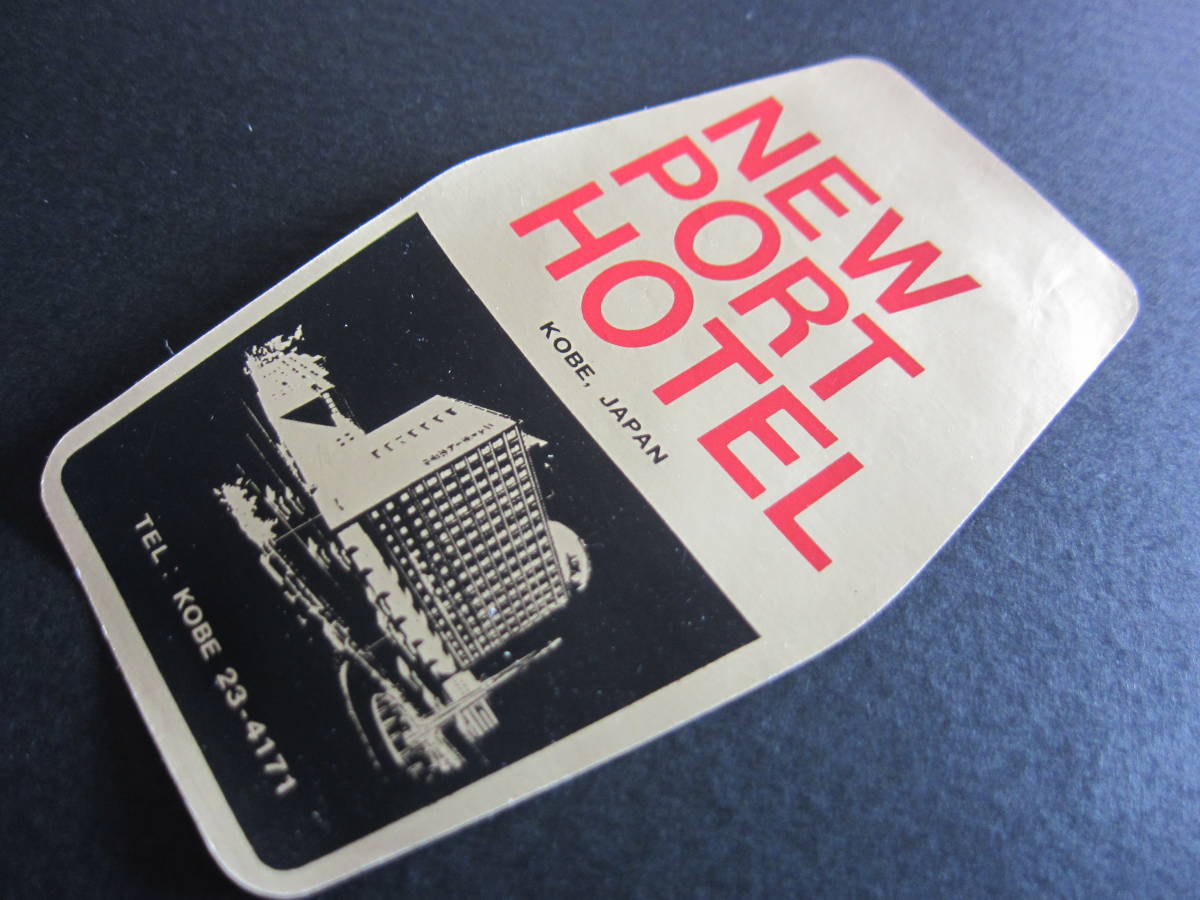 NEW
PORT
HOTEL
KOBE, JAPAN
TEL: KOBE 23-4171